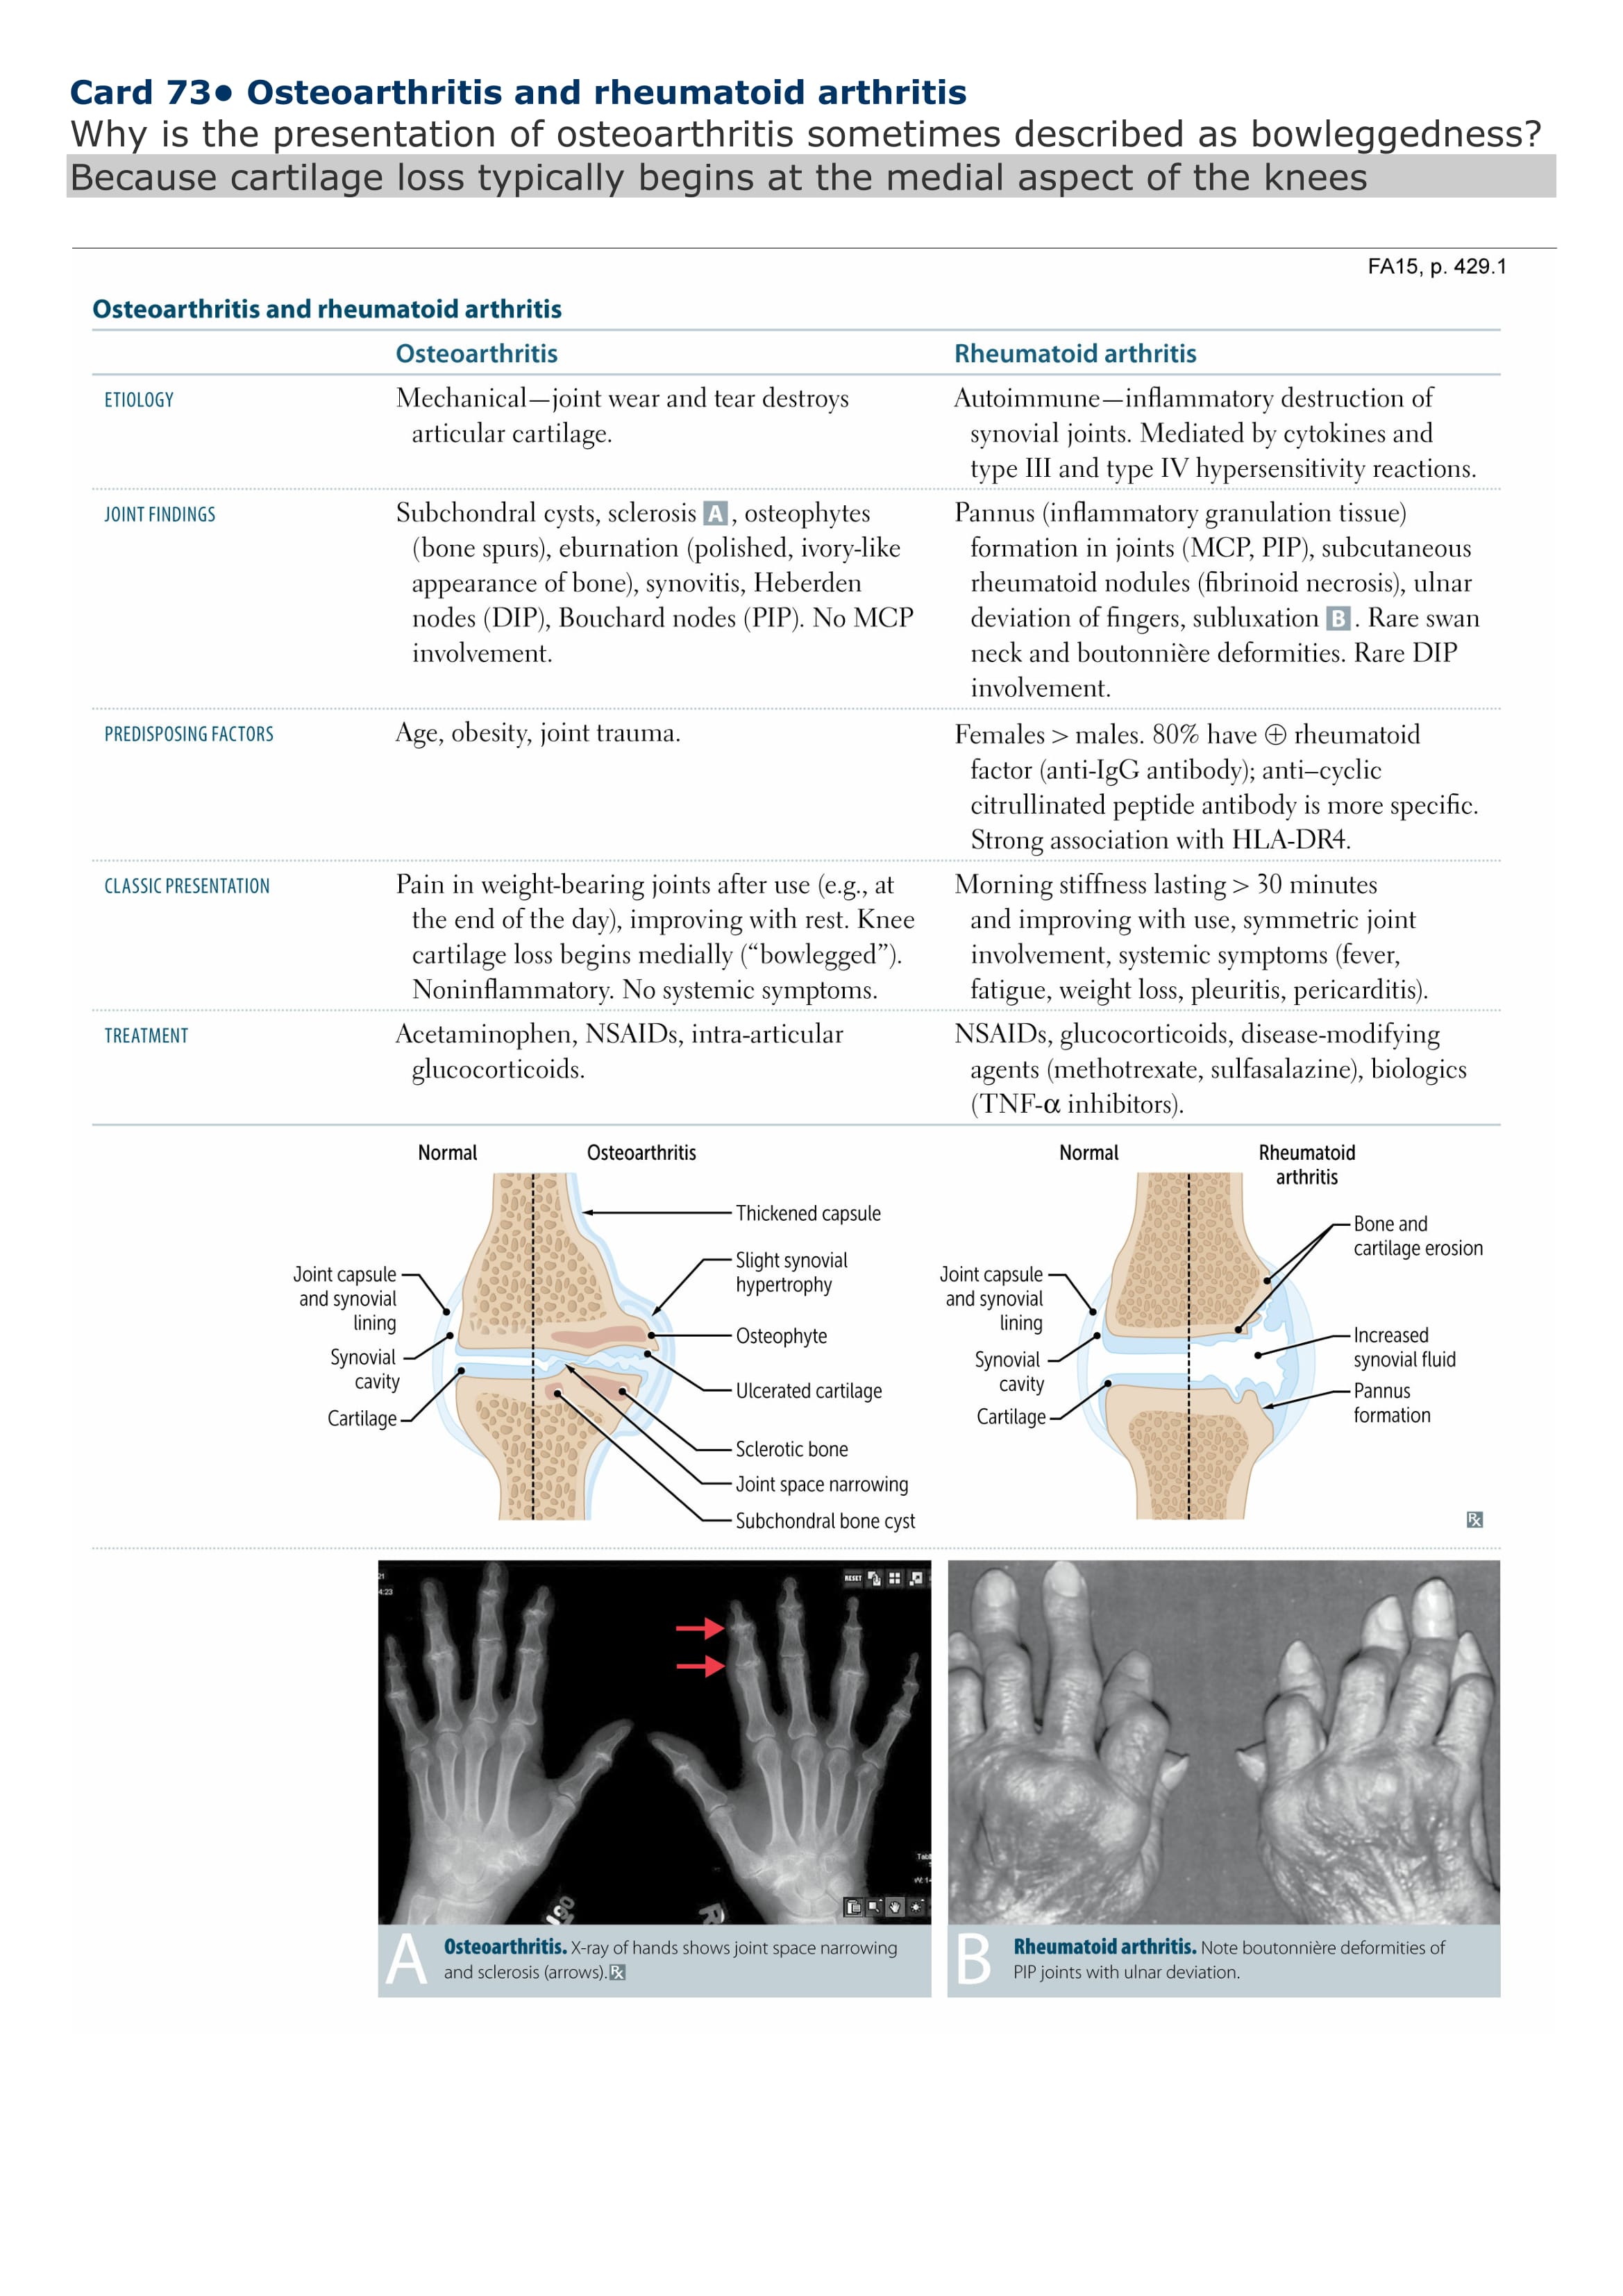 Card 73● Osteoarthritis and rheumatoid arthritis
Why is the presentation of osteoarthritis sometimes described as bowleggedness?
Because cartilage loss typically begins at the medial aspect of the knees
FA15, p. 429.1
Osteoarthritis and rheumatoid arthritis
Osteoarthritis
Rheumatoid arthritis
ETIOLOGY
Mechanical—joint wear and tear destroys
articular cartilage.
Autoimmune—inflammatory destruction of
synovial joints. Mediated by cytokines and
type III and type IV hypersensitivity reactions.
JOINT FINDINGS
Subchondral cysts, sclerosis A, osteophytes
(bone spurs), eburnation (polished, ivory-like
appearance of bone), synovitis, Heberden
nodes (DIP), Bouchard nodes (PIP). No MCP
involvement.
Pannus (inflammatory granulation tissue)
formation in joints (MCP, PIP), subcutaneous
rheumatoid nodules (fibrinoid necrosis), ulnar
deviation of fingers, subluxation B. Rare swan
neck and boutonnière deformities. Rare DIP
involvement.
PREDISPOSING FACTORS
Age, obesity, joint trauma.
Females > males. 80% have ⊕ rheumatoid
factor (anti-IgG antibody); anti–cyclic
citrullinated peptide antibody is more specific.
Strong association with HLA-DR4.
CLASSIC PRESENTATION
Pain in weight-bearing joints after use (e.g., at
the end of the day), improving with rest. Knee
cartilage loss begins medially (“bowlegged”).
Noninflammatory. No systemic symptoms.
Morning stiffness lasting > 30 minutes
and improving with use, symmetric joint
involvement, systemic symptoms (fever,
fatigue, weight loss, pleuritis, pericarditis).
TREATMENT
Acetaminophen, NSAIDs, intra-articular
glucocorticoids.
NSAIDs, glucocorticoids, disease-modifying
agents (methotrexate, sulfasalazine), biologics
(TNF-α inhibitors).
Normal
Osteoarthritis
Thickened capsule
Slight synovial
hypertrophy
Joint capsule
and synovial
lining
Osteophyte
Synovial
cavity
Ulcerated cartilage
Cartilage
Sclerotic bone
Joint space narrowing
Subchondral bone cyst
Normal
Rheumatoid
arthritis
Bone and
cartilage erosion
Joint capsule
and synovial
lining
Increased
synovial fluid
Synovial
cavity
Pannus
formation
Cartilage
Rx
21
4:23
RESET
R
A
Osteoarthritis. X-ray of hands shows joint space narrowing
and sclerosis (arrows). Rx
B
Rheumatoid arthritis. Note boutonnière deformities of
PIP joints with ulnar deviation.